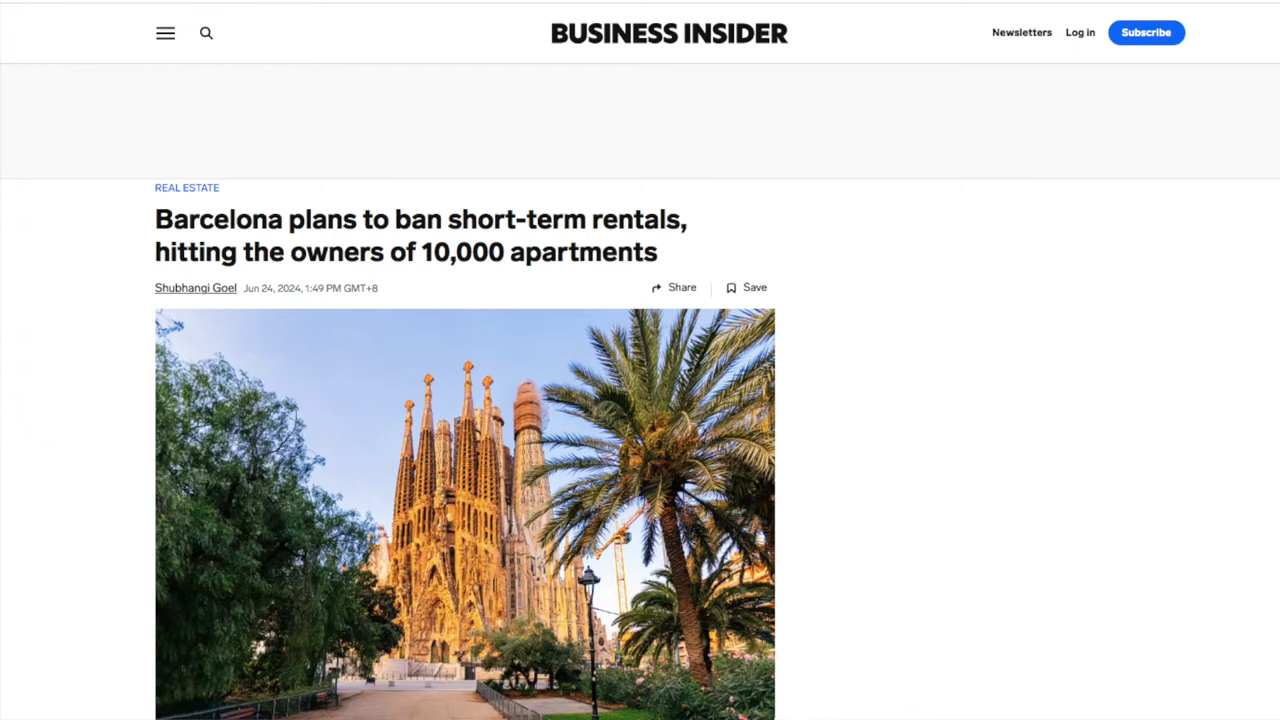 BUSINESS INSIDER
Newsletters
Log in
Subscribe
REAL ESTATE
Barcelona plans to ban short-term rentals,
hitting the owners of 10,000 apartments
Shubhangi Goel Jun 24, 2024, 1:49 PM GMT+8
Share
Save